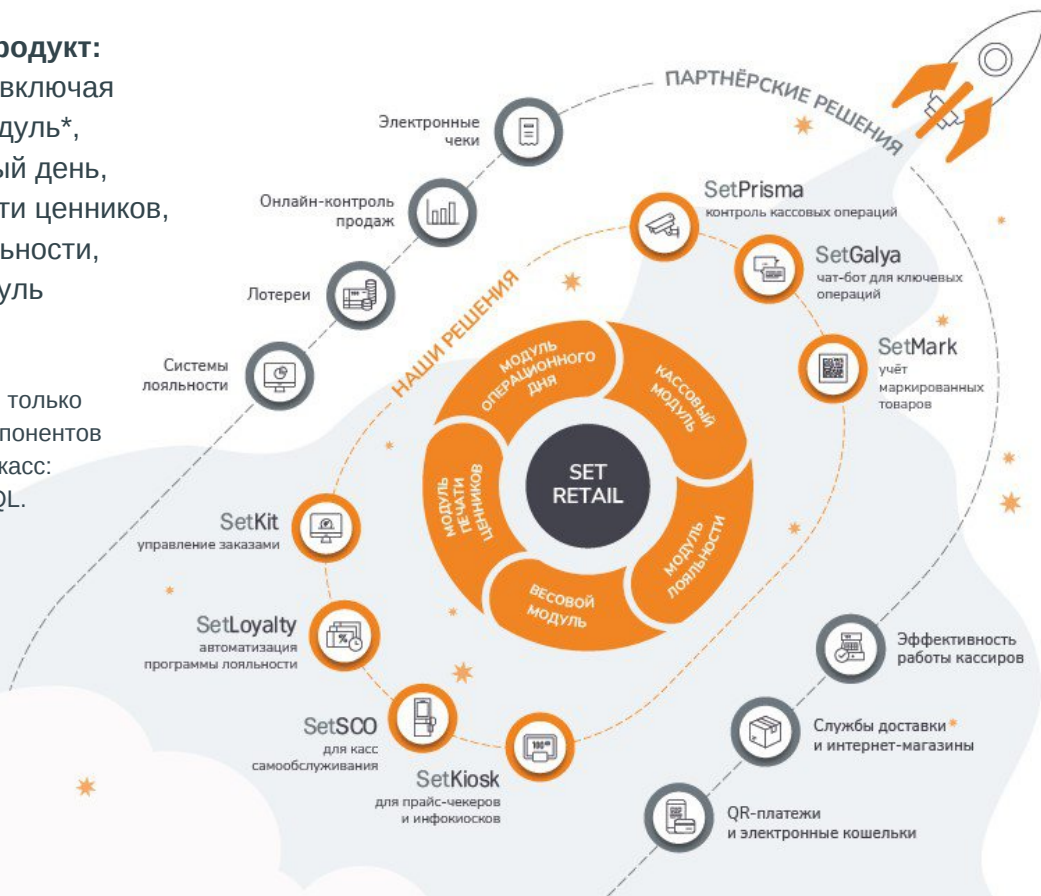 родукт:
включая
дуль*,
ый день,
ти ценников,
льности,
уль
только
понентов
касс:
QL.
ПАРТНЁРСКИЕ РЕШЕНИЯ
Электронные
чеки
Онлайн-контроль
продаж
Лотереи
Системы
лояльности
НАШИ РЕШЕНИЯ
SetPrisma
контроль кассовых операций
SetGalya
чат-бот для ключевых
операций
SetMark
учёт
маркированных
товаров
МОДУЛЬ
ОПЕРАЦИОННОГО
ДНЯ
КАССОВЫЙ
МОДУЛЬ
SET
RETAIL
МОДУЛЬ
ПЕЧАТИ
ЦЕННИКОВ
МОДУЛЬ
ЛОЯЛЬНОСТИ
ВЕСОВОЙ
МОДУЛЬ
SetKit
управление заказами
SetLoyalty
автоматизация
программы лояльности
SetSCO
для касс
самообслуживания
SetKiosk
для прайс-чекеров
и инфокиосков
Эффективность
работы кассиров
Службы доставки
и интернет-магазины
QR-платежи
и электронные кошельки